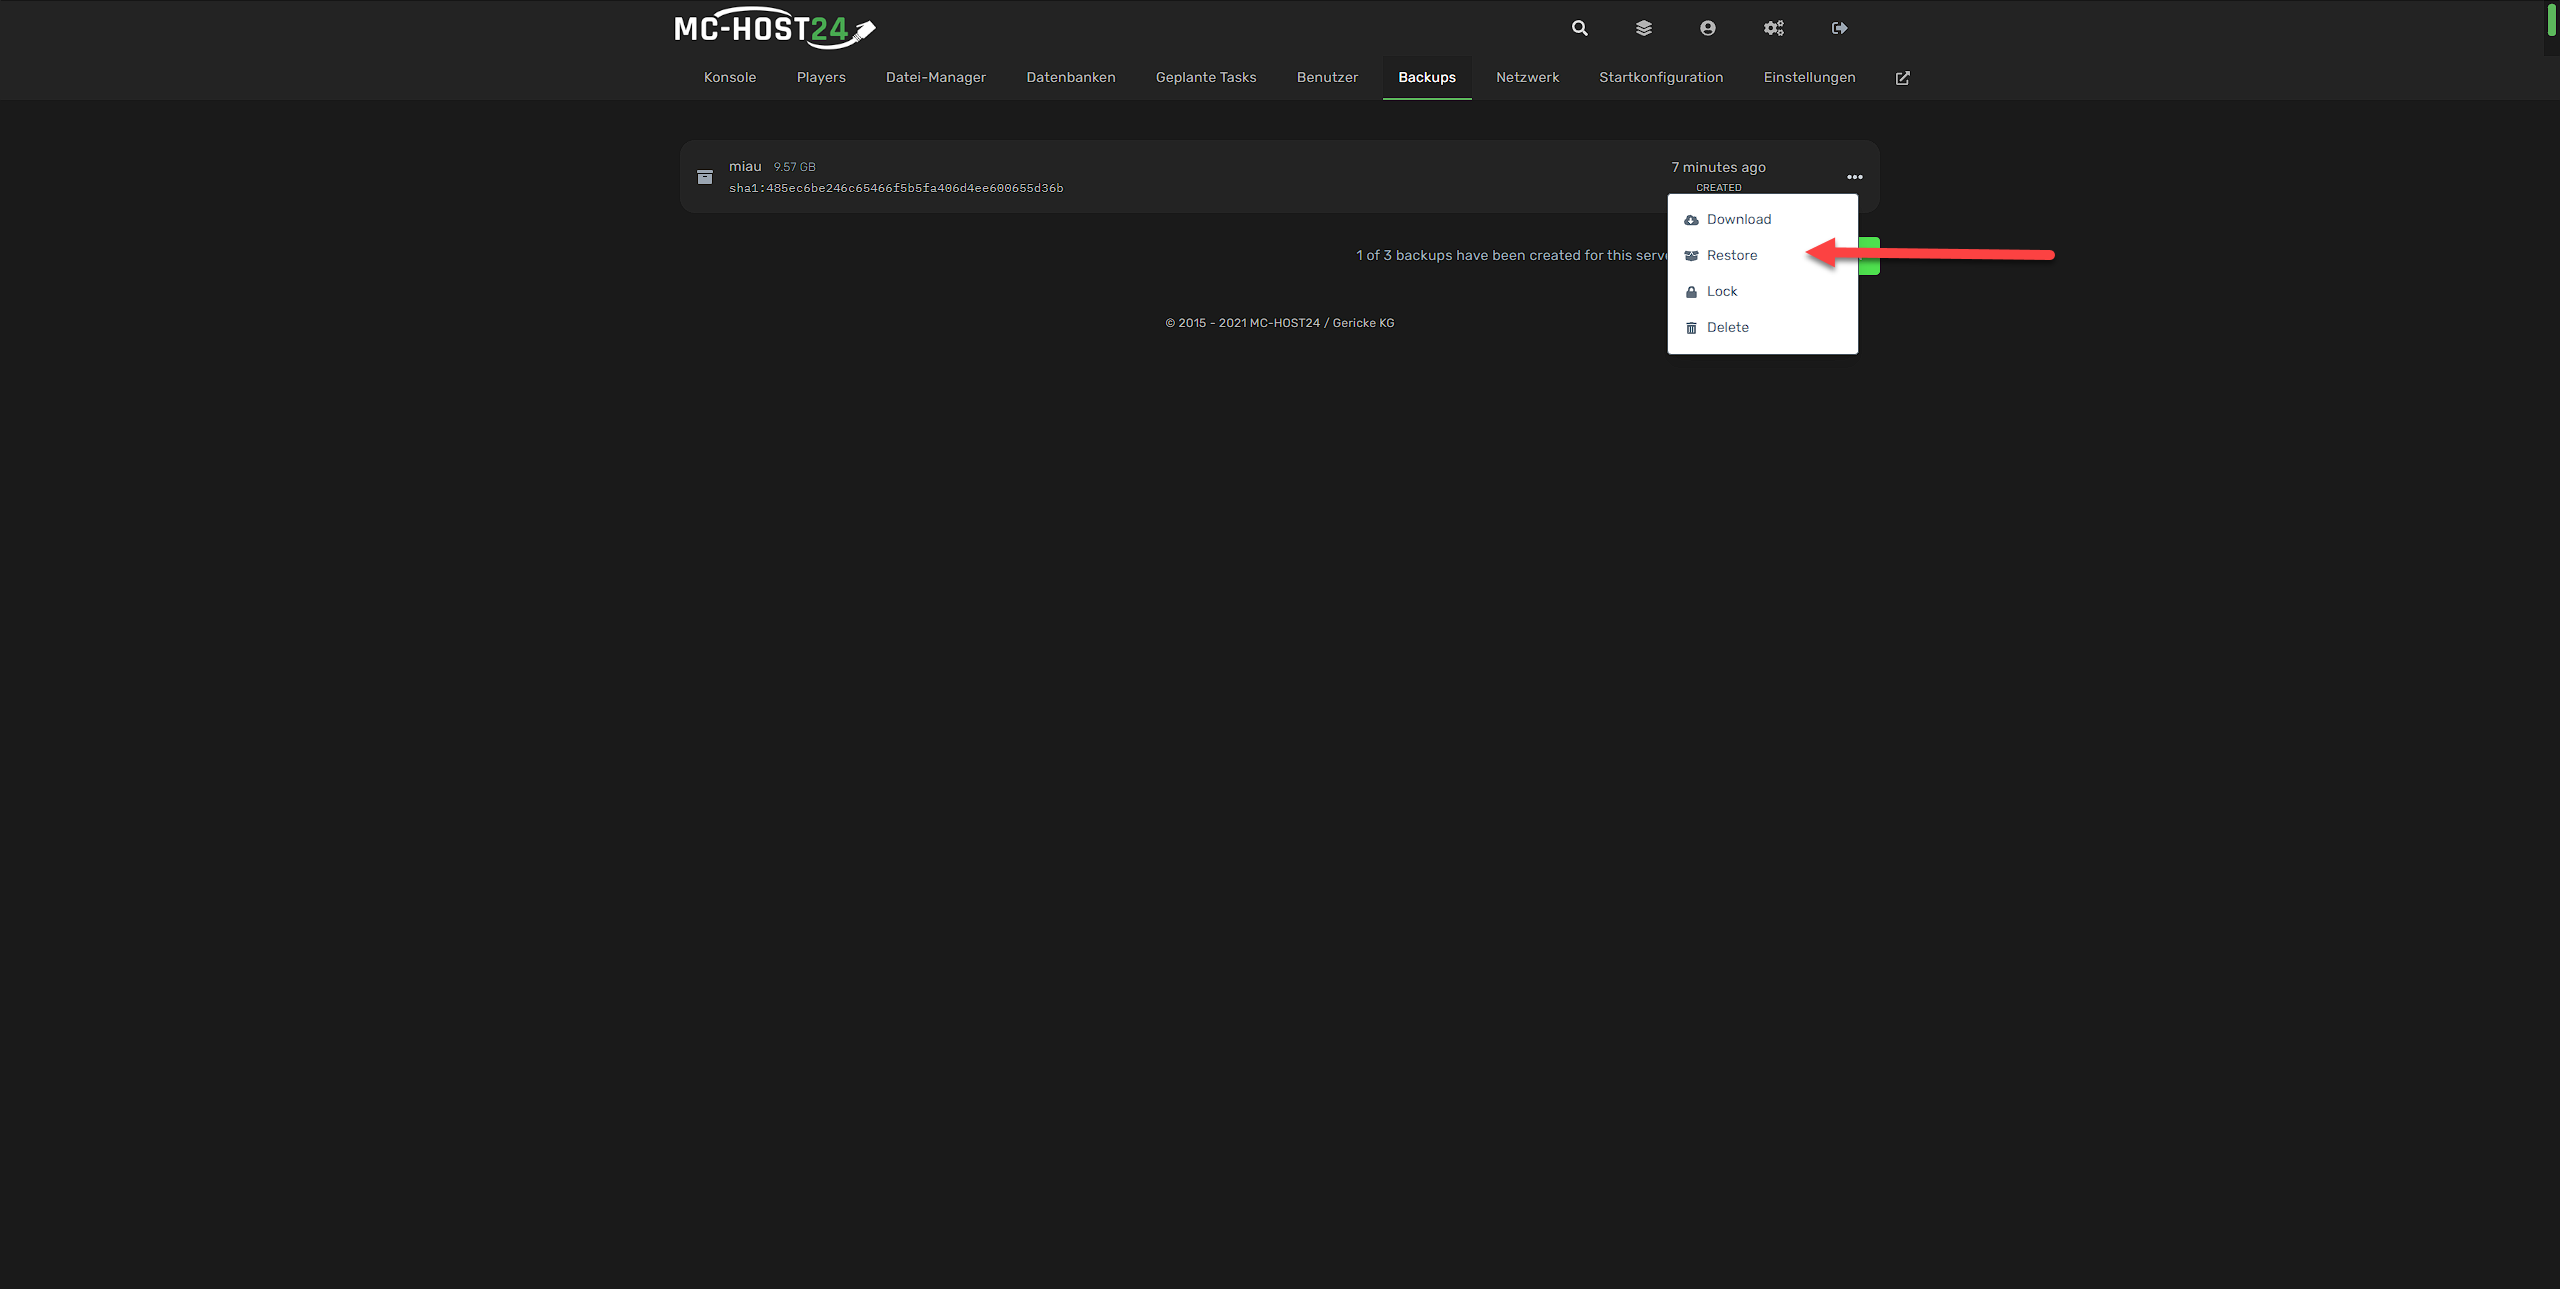 MC-HOST24
Konsole Players Datei-Manager Datenbanken Geplante Tasks Benutzer Backups Netzwerk Startkonfiguration Einstellungen
miau 9.57 GB
sha1:485ec6be246c65466f5b5fa406d4ee600655d36b
7 minutes ago
CREATED
Download
1 of 3 backups have been created for this serve
Restore
Lock
Delete
© 2015 - 2021 MC-HOST24 / Gericke KG